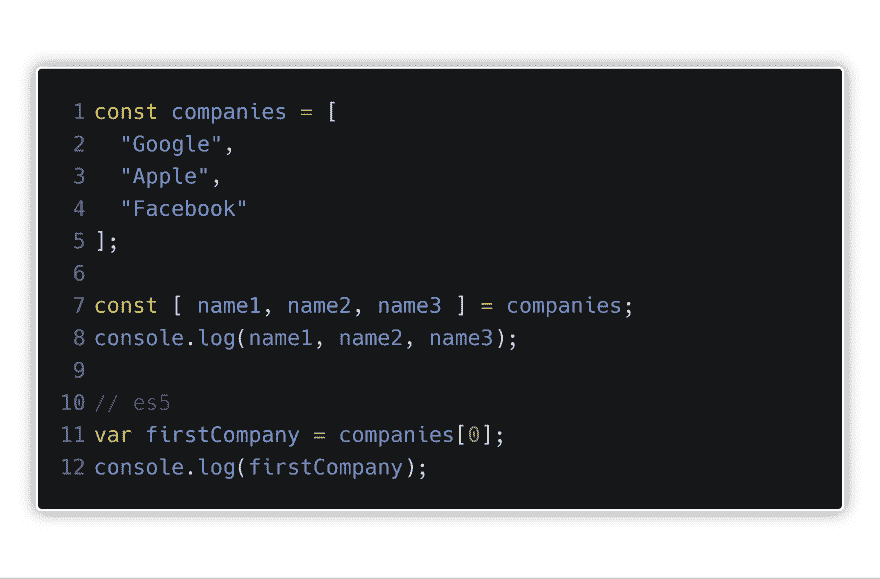 1 const companies = [
2   "Google",
3   "Apple",
4   "Facebook"
5 ];
6
7 const [ name1, name2, name3 ] = companies;
8 console.log(name1, name2, name3);
9
10 // es5
11 var firstCompany = companies[0];
12 console.log(firstCompany);